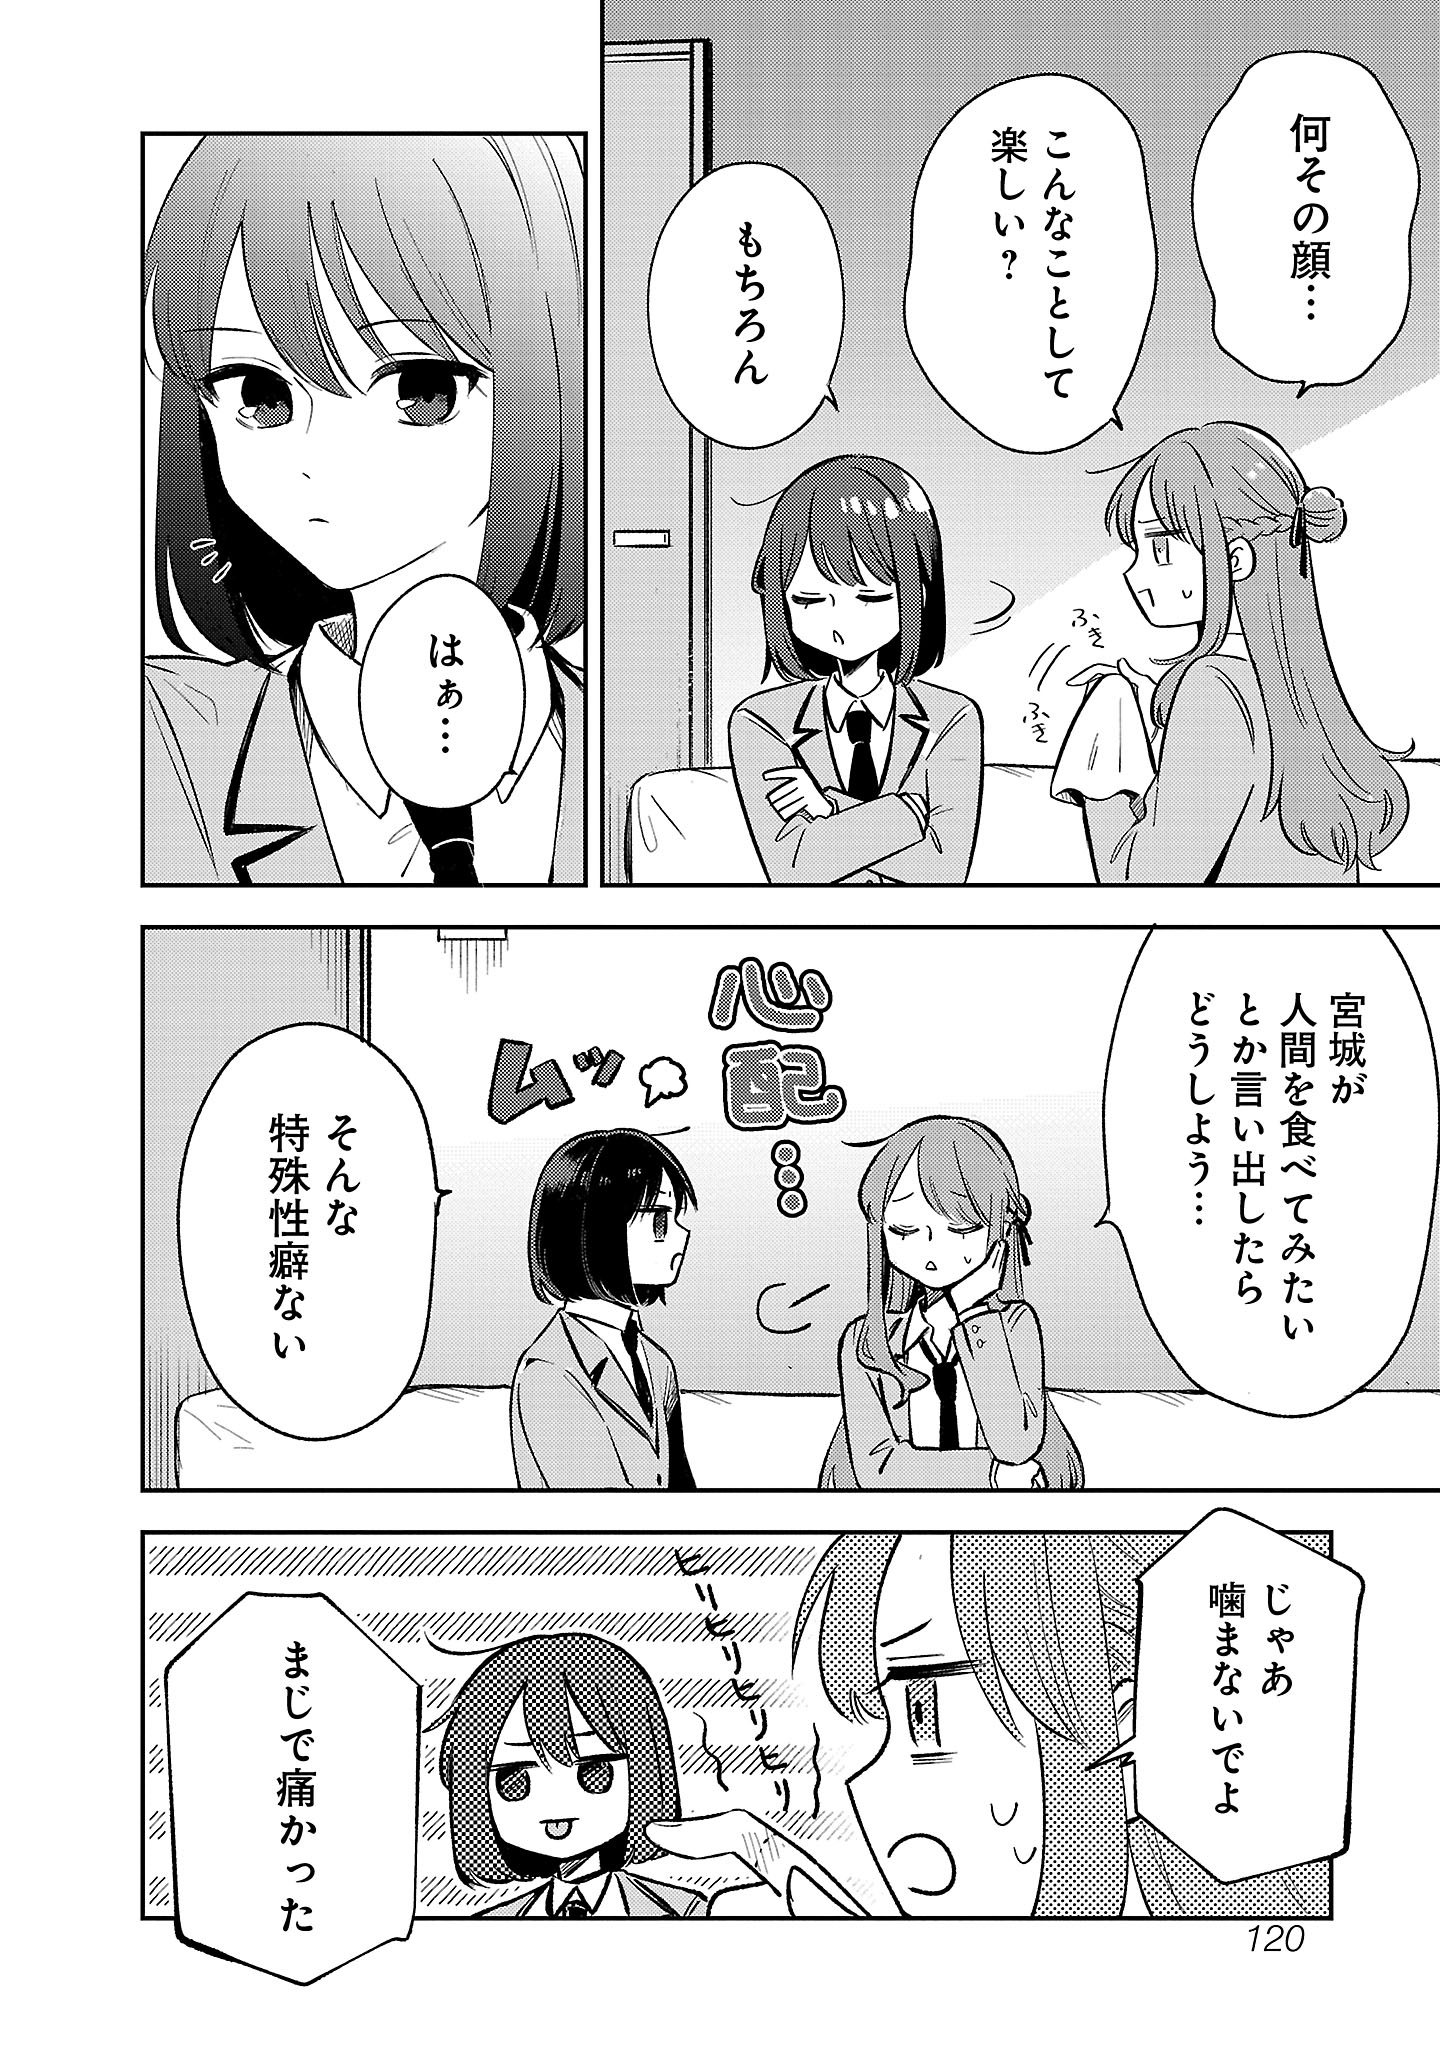 何その顔…
こんなことして
楽しい？
もちろん
ふき
ふき
はぁ…
宮城が
人間を食べてみたい
とか言い出したら
どうしよう…
心配…
ムッ
そんな
特殊性癖ない
じゃあ
噛まないでよ
ヒリヒリヒリヒリ
まじで痛かった
120